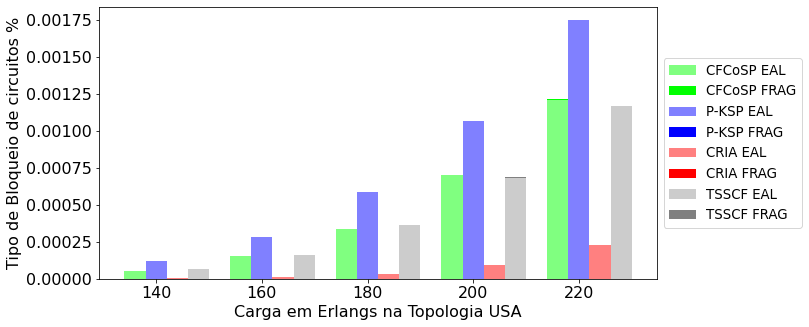 Tipo de Bloqueio de circuitos %
0.00175
0.00150
0.00125
0.00100
0.00075
0.00050
0.00025
0.00000
140 160 180 200 220
Carga em Erlangs na Topologia USA
CFCoSP EAL
CFCoSP FRAG
P-KSP EAL
P-KSP FRAG
CRIA EAL
CRIA FRAG
TSSCF EAL
TSSCF FRAG